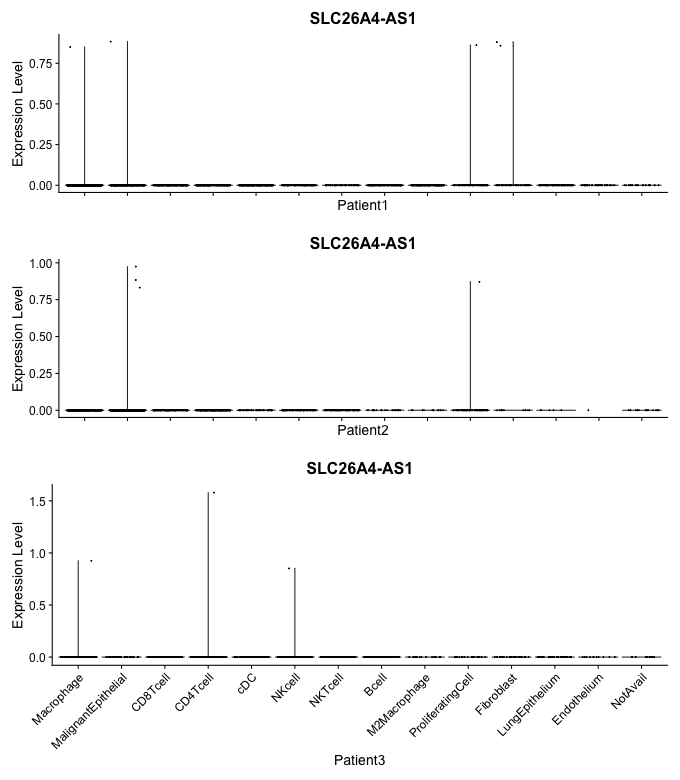 SLC26A4-AS1
Expression Level
0.75
0.50
0.25
0.00
Patient1
SLC26A4-AS1
Expression Level
1.00
0.75
0.50
0.25
0.00
Patient2
SLC26A4-AS1
Expression Level
1.5
1.0
0.5
0.0
Macrophage
MalignantEpithelial
CD8Tcell
CD4Tcell
cDC
NKcell
NKTcell
Bcell
M2Macrophage
ProliferatingCell
Fibroblast
LungEpithelium
Endothelium
NotAvail
Patient3